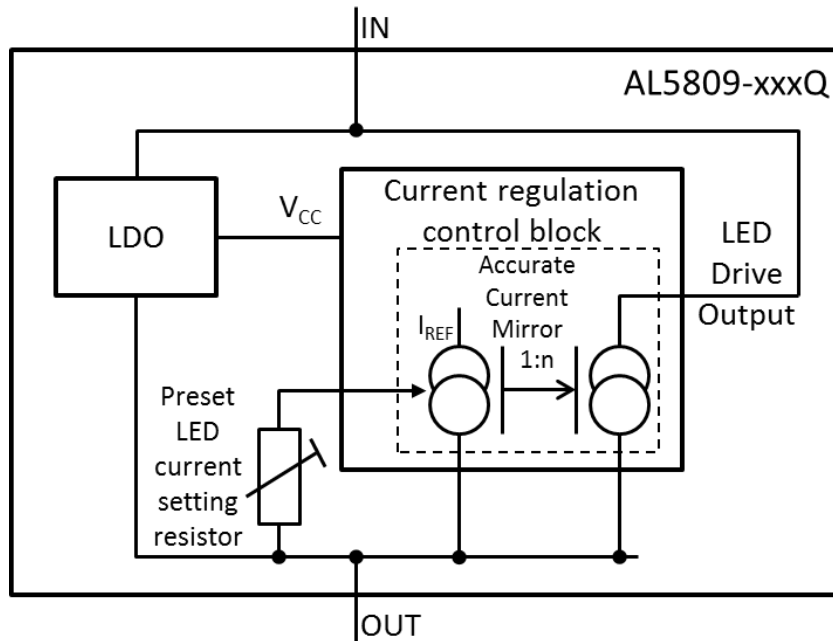 IN
AL5809-xxxQ
LDO
VCC
Current regulation
control block
Accurate
Current
Mirror
1:n
IREF
LED
Drive
Output
Preset
LED
current
setting
resistor
OUT